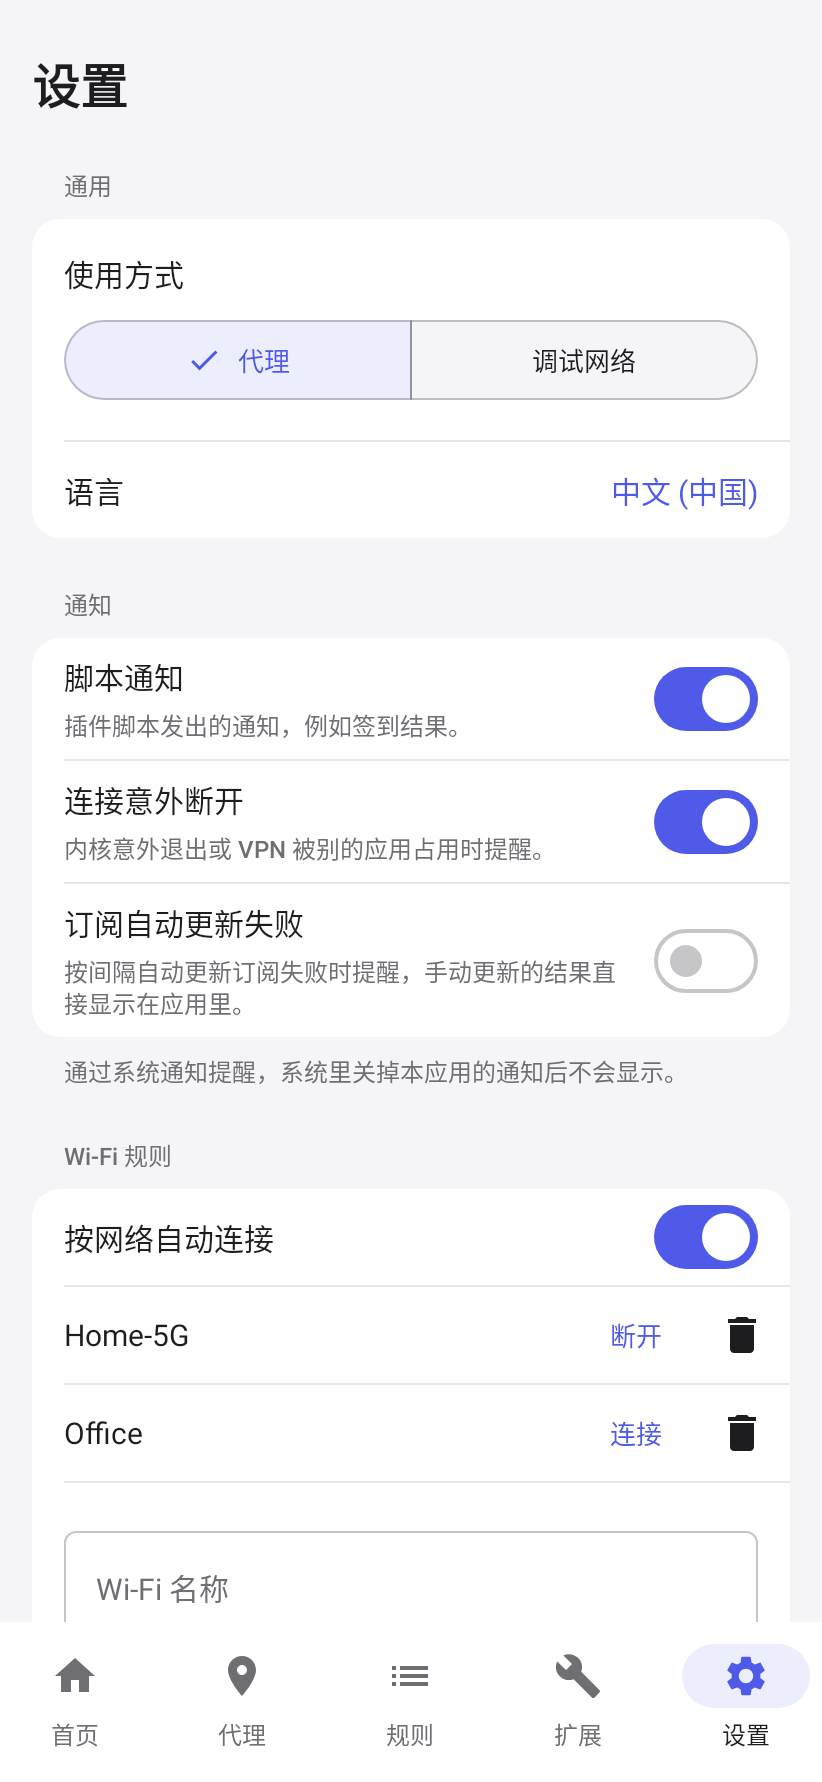 设置
通用
使用方式
代理
调试网络
语言
中文 (中国)
通知
脚本通知
插件脚本发出的通知，例如签到结果。
连接意外断开
内核意外退出或 VPN 被别的应用占用时提醒。
订阅自动更新失败
按间隔自动更新订阅失败时提醒，手动更新的结果直
接显示在应用里。
通过系统通知提醒，系统里关掉本应用的通知后不会显示。
Wi-Fi 规则
按网络自动连接
Home-5G
断开
Office
连接
Wi-Fi 名称
首页
代理
规则
扩展
设置